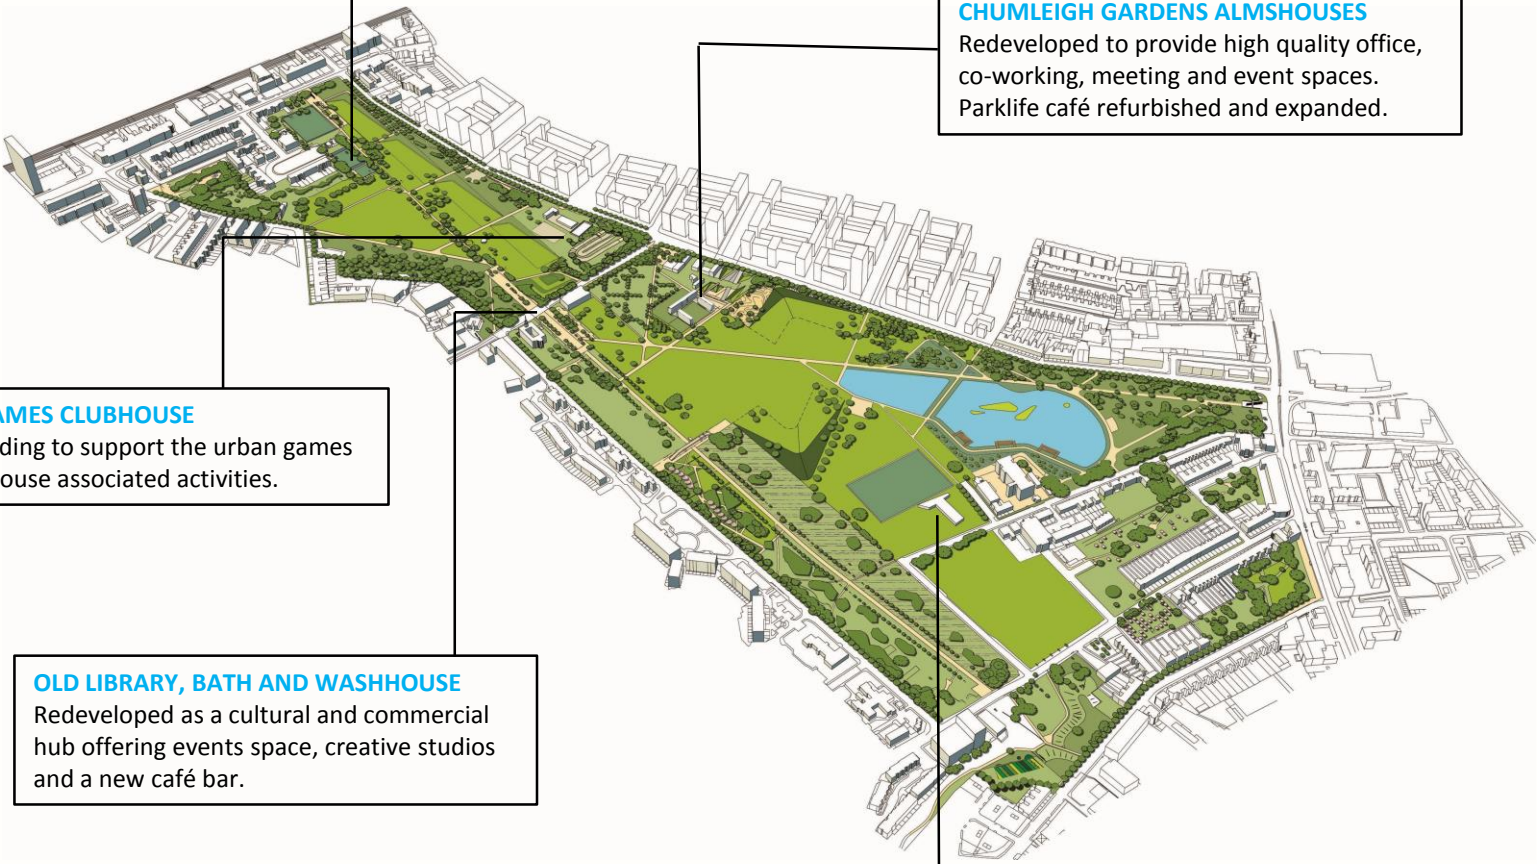 CHUMLEIGH GARDENS ALMSHOUSES
Redeveloped to provide high quality office,
co-working, meeting and event spaces.
Parklife café refurbished and expanded.
AMES CLUBHOUSE
ding to support the urban games
ouse associated activities.
OLD LIBRARY, BATH AND WASHHOUSE
Redeveloped as a cultural and commercial
hub offering events space, creative studios
and a new café bar.